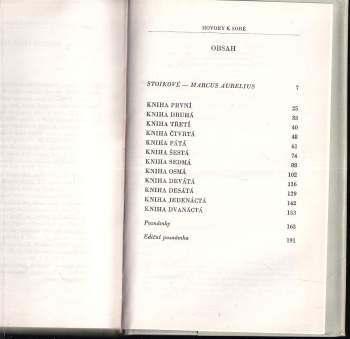 HOVORY K SOBĚ
OBSAH
STOIKOVÉ — MARCUS AURELIUS 7
KNIHA PRVNÍ 25
KNIHA DRUHÁ 33
KNIHA TŘETÍ 40
KNIHA ČTVRTÁ 48
KNIHA PÁTÁ 61
KNIHA ŠESTÁ 74
KNIHA SEDMÁ 88
KNIHA OSMÁ 102
KNIHA DEVÁTÁ 116
KNIHA DESÁTÁ 129
KNIHA JEDENÁCTÁ 142
KNIHA DVANÁCTÁ 153
Poznámky 163
Ediční poznámka 191